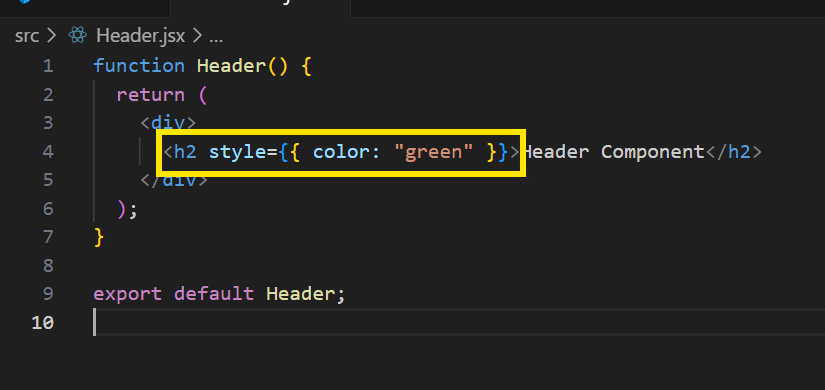 src > Header.jsx > ...
1 function Header() {
2 return (
3 <div>
4 <h2 style={{ color: "green" }}>Header Component</h2>
5 </div>
6 );
7 }
8
9 export default Header;
10